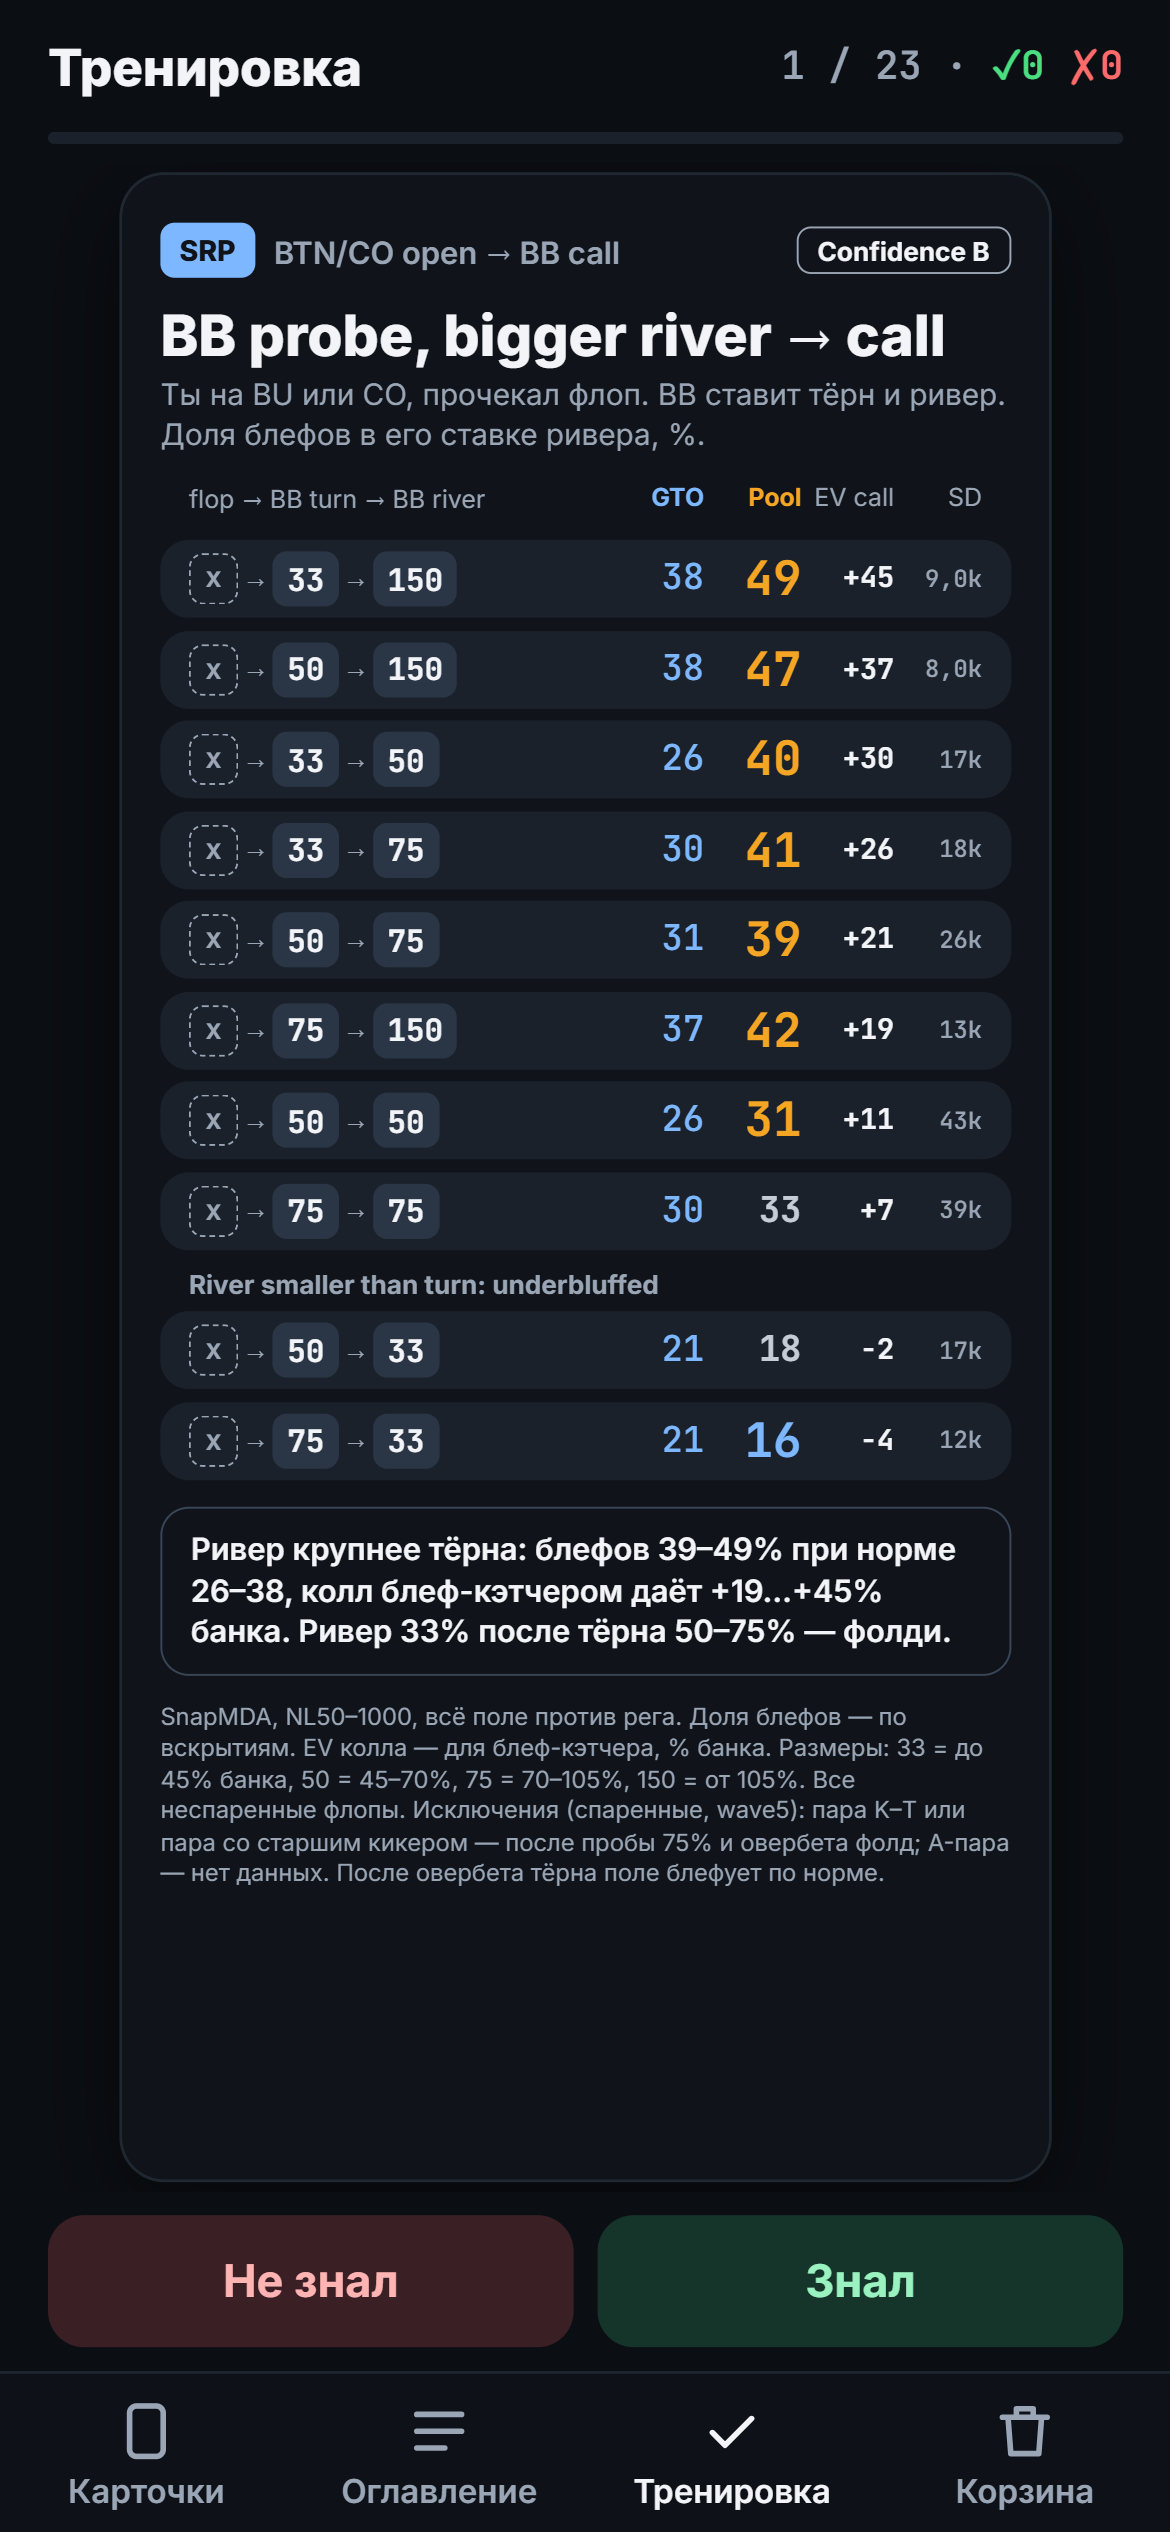 Тренировка
1 / 23 · ✓0 ✗0
SRP BTN/CO open → BB call Confidence B
BB probe, bigger river → call
Ты на BU или CO, прочекал флоп. BB ставит тёрн и ривер.
Доля блефов в его ставке ривера, %.
flop → BB turn → BB river GTO Pool EV call SD
X → 33 → 150 38 49 +45 9,0k
X → 50 → 150 38 47 +37 8,0k
X → 33 → 50 26 40 +30 17k
X → 33 → 75 30 41 +26 18k
X → 50 → 75 31 39 +21 26k
X → 75 → 150 37 42 +19 13k
X → 50 → 50 26 31 +11 43k
X → 75 → 75 30 33 +7 39k
River smaller than turn: underbluffed
X → 50 → 33 21 18 -2 17k
X → 75 → 33 21 16 -4 12k
Ривер крупнее тёрна: блефов 39–49% при норме
26–38, колл блеф-кэтчером даёт +19…+45%
банка. Ривер 33% после тёрна 50–75% — фолди.
SnapMDA, NL50–1000, всё поле против рега. Доля блефов — по
вскрытиям. EV колла — для блеф-кэтчера, % банка. Размеры: 33 = до
45% банка, 50 = 45–70%, 75 = 70–105%, 150 = от 105%. Все
неспаренные флопы. Исключения (спаренные, wave5): пара K–T или
пара со старшим кикером — после пробы 75% и овербета фолд; A-пара
— нет данных. После овербета тёрна поле блефует по норме.
Не знал
Знал
Карточки
Оглавление
Тренировка
Корзина